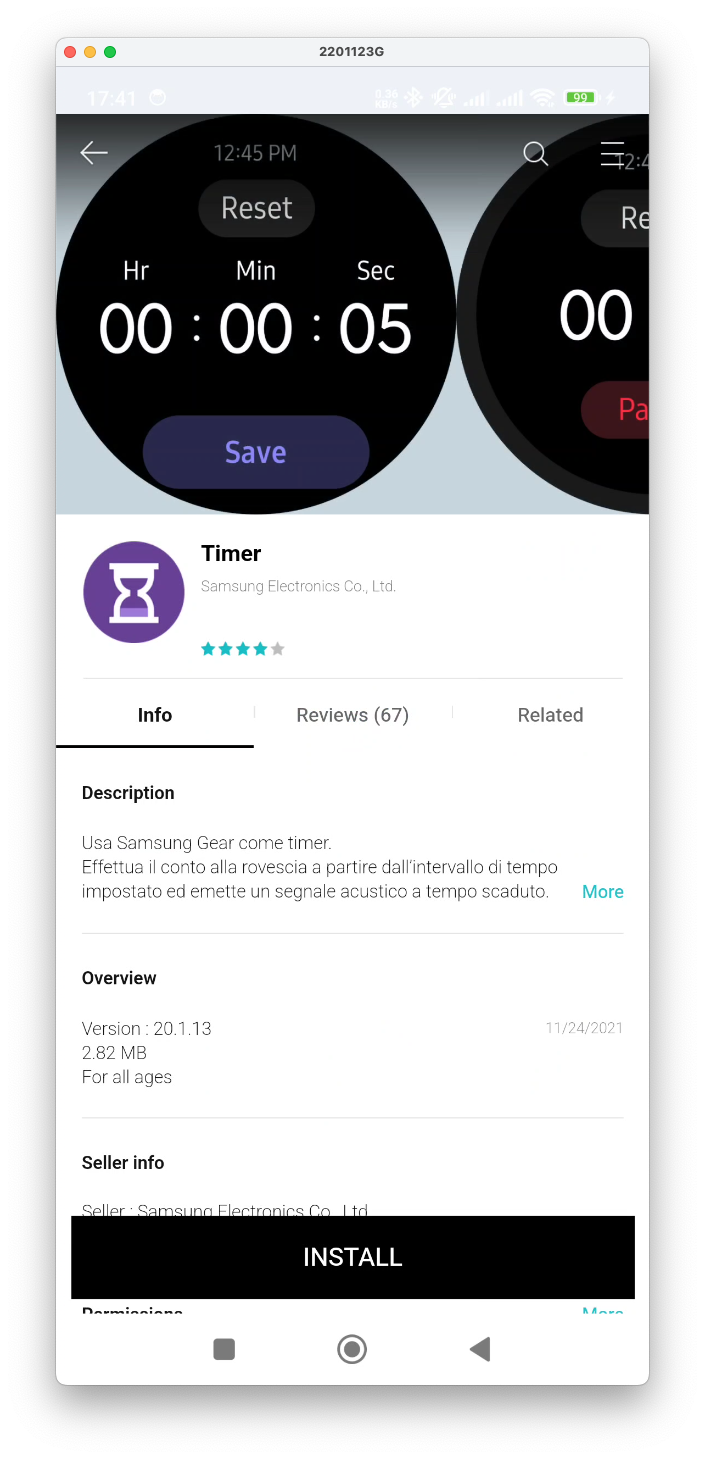 2201123G
17:41
0.36
KB/s
99
12:45 PM
12:4
Reset
Re
Hr Min Sec
00 : 00 : 05
00
Save
Pa
Timer
Samsung Electronics Co., Ltd.
Info
Reviews (67)
Related
Description
Usa Samsung Gear come timer.
Effettua il conto alla rovescia a partire dall'intervallo di tempo
impostato ed emette un segnale acustico a tempo scaduto.
More
Overview
Version : 20.1.13
11/24/2021
2.82 MB
For all ages
Seller info
Seller : Samsung Electronics Co., Ltd.
INSTALL
Permissions
More